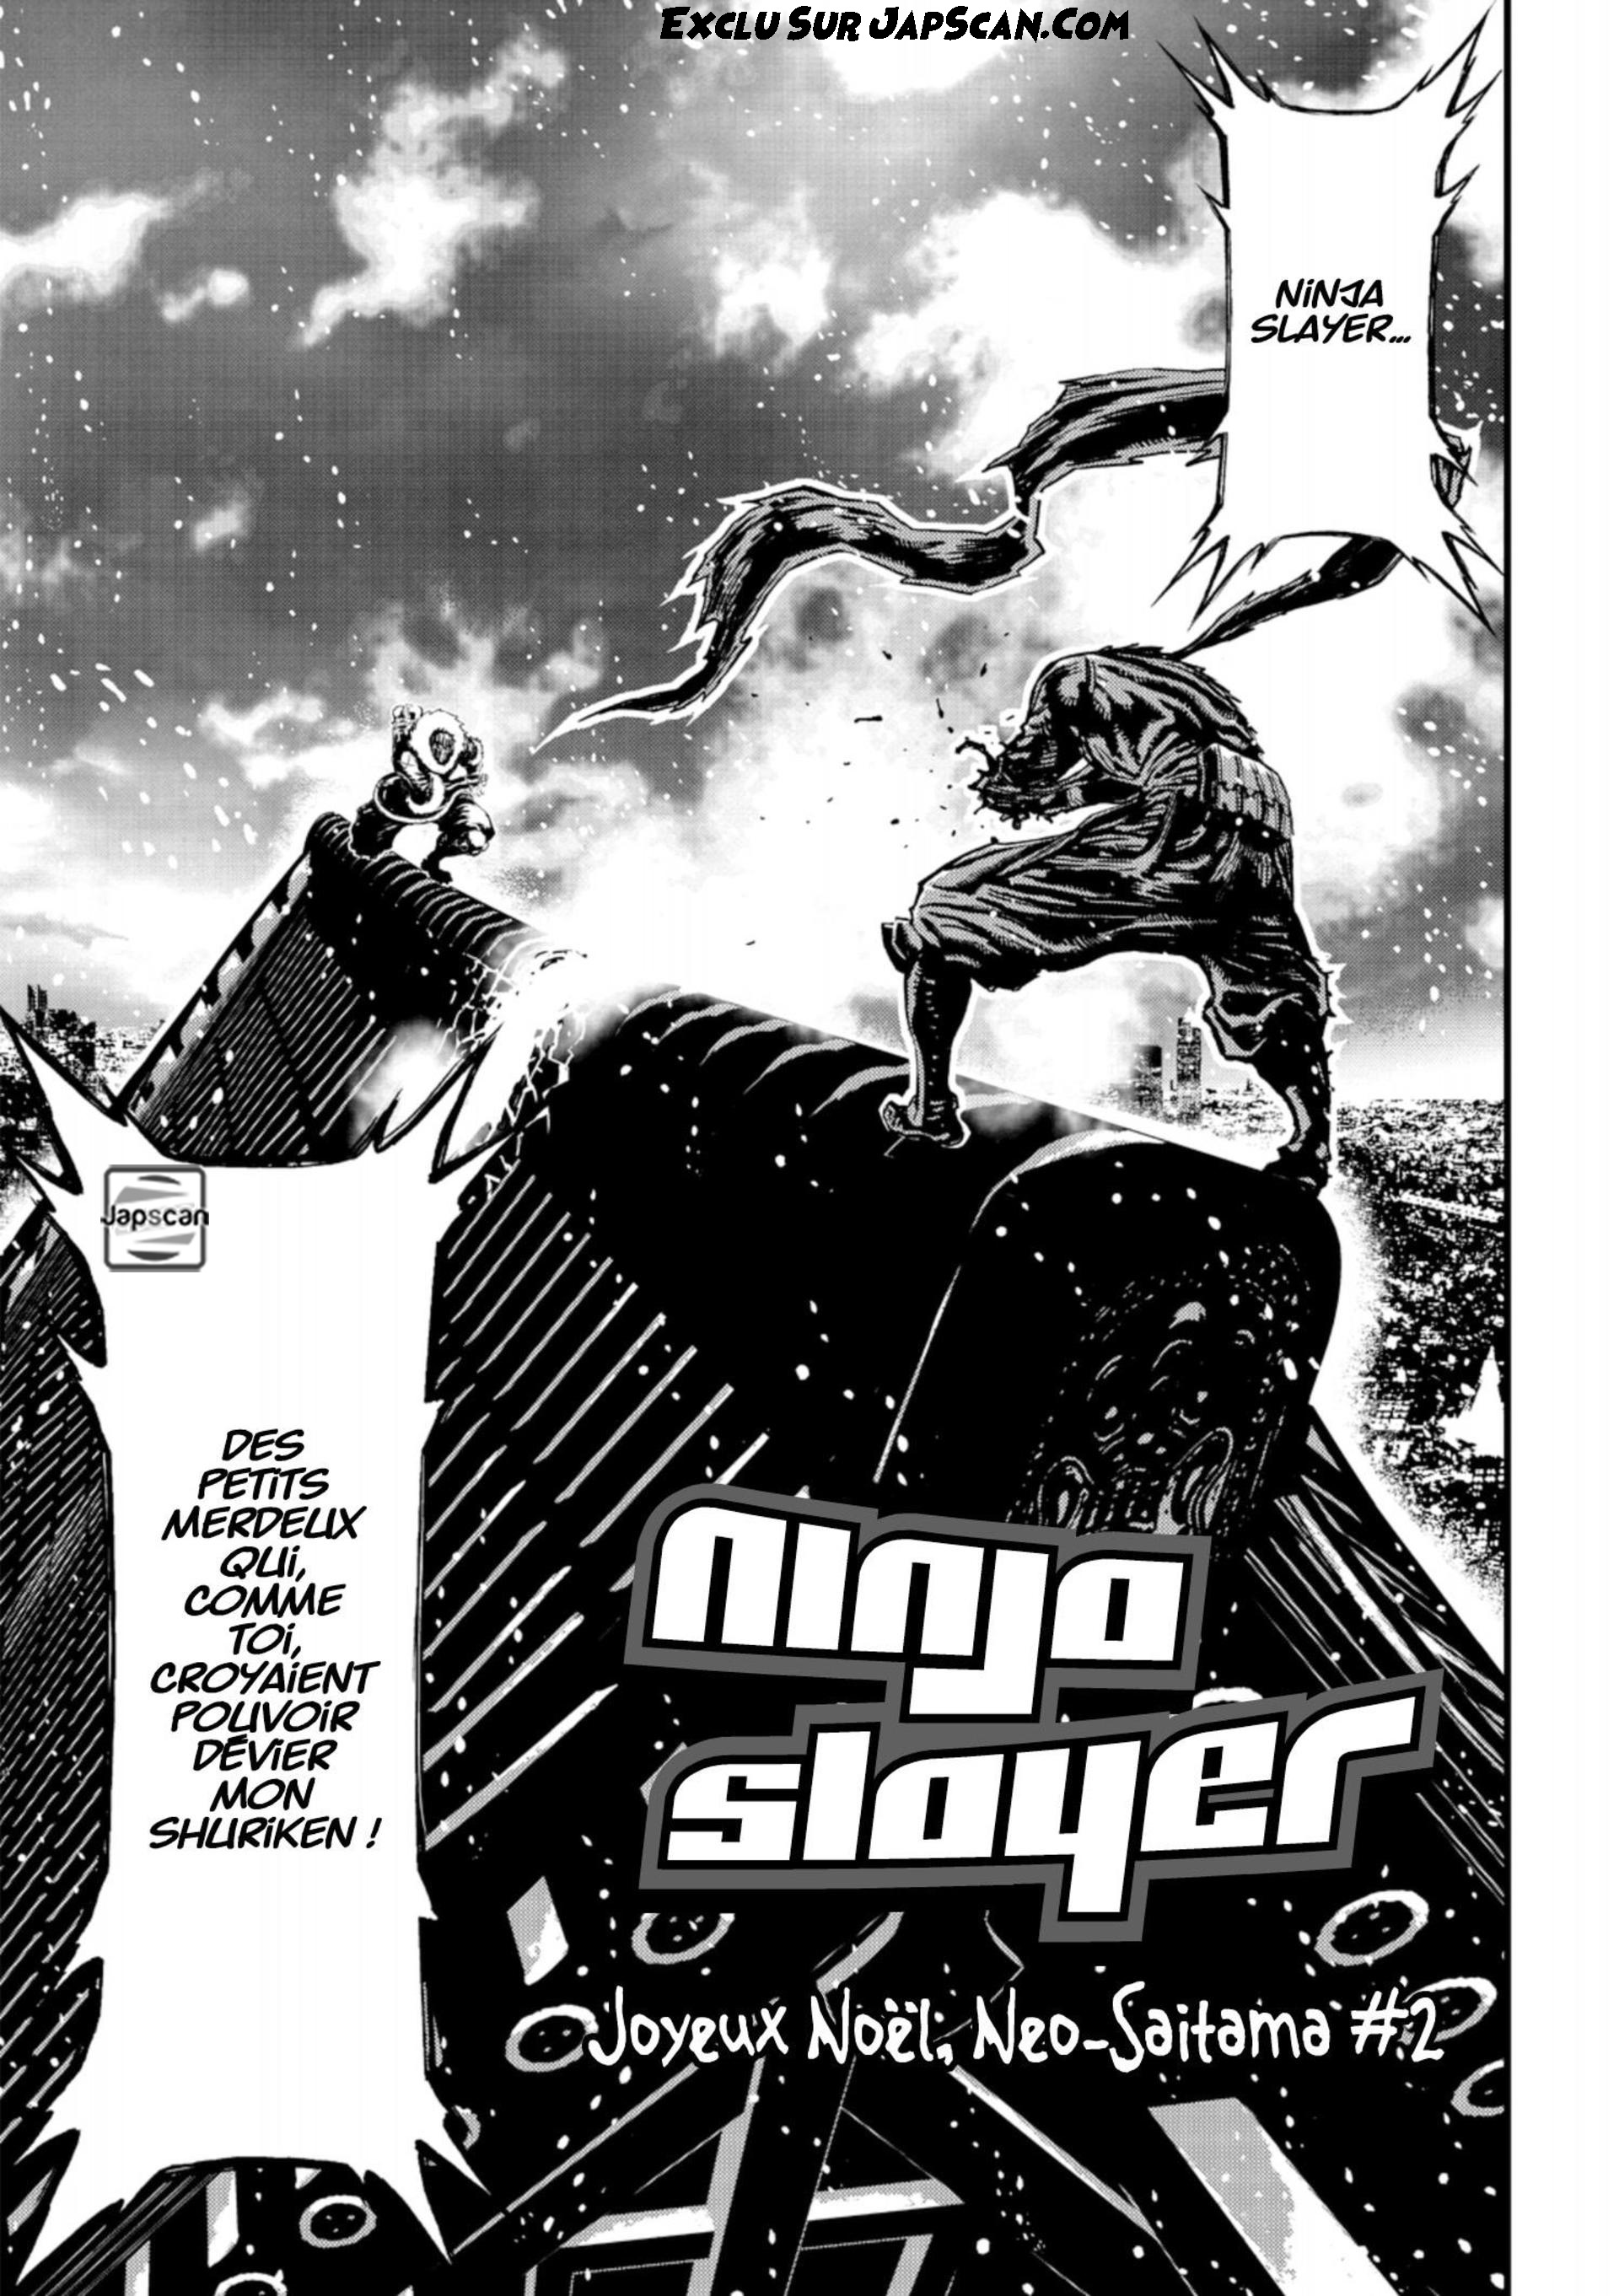 EXCLU SUR JAPSCAN.COM
NiNJA
SLAYER...
Japscan
DES
PETiTS
MERDEUX
QUi,
COMME
TOi,
CROYAiENT
POUVOiR
DÉViER
MON
SHURiKEN !
ninja
slayer
Joyeux Noël, Neo-Saitama #2